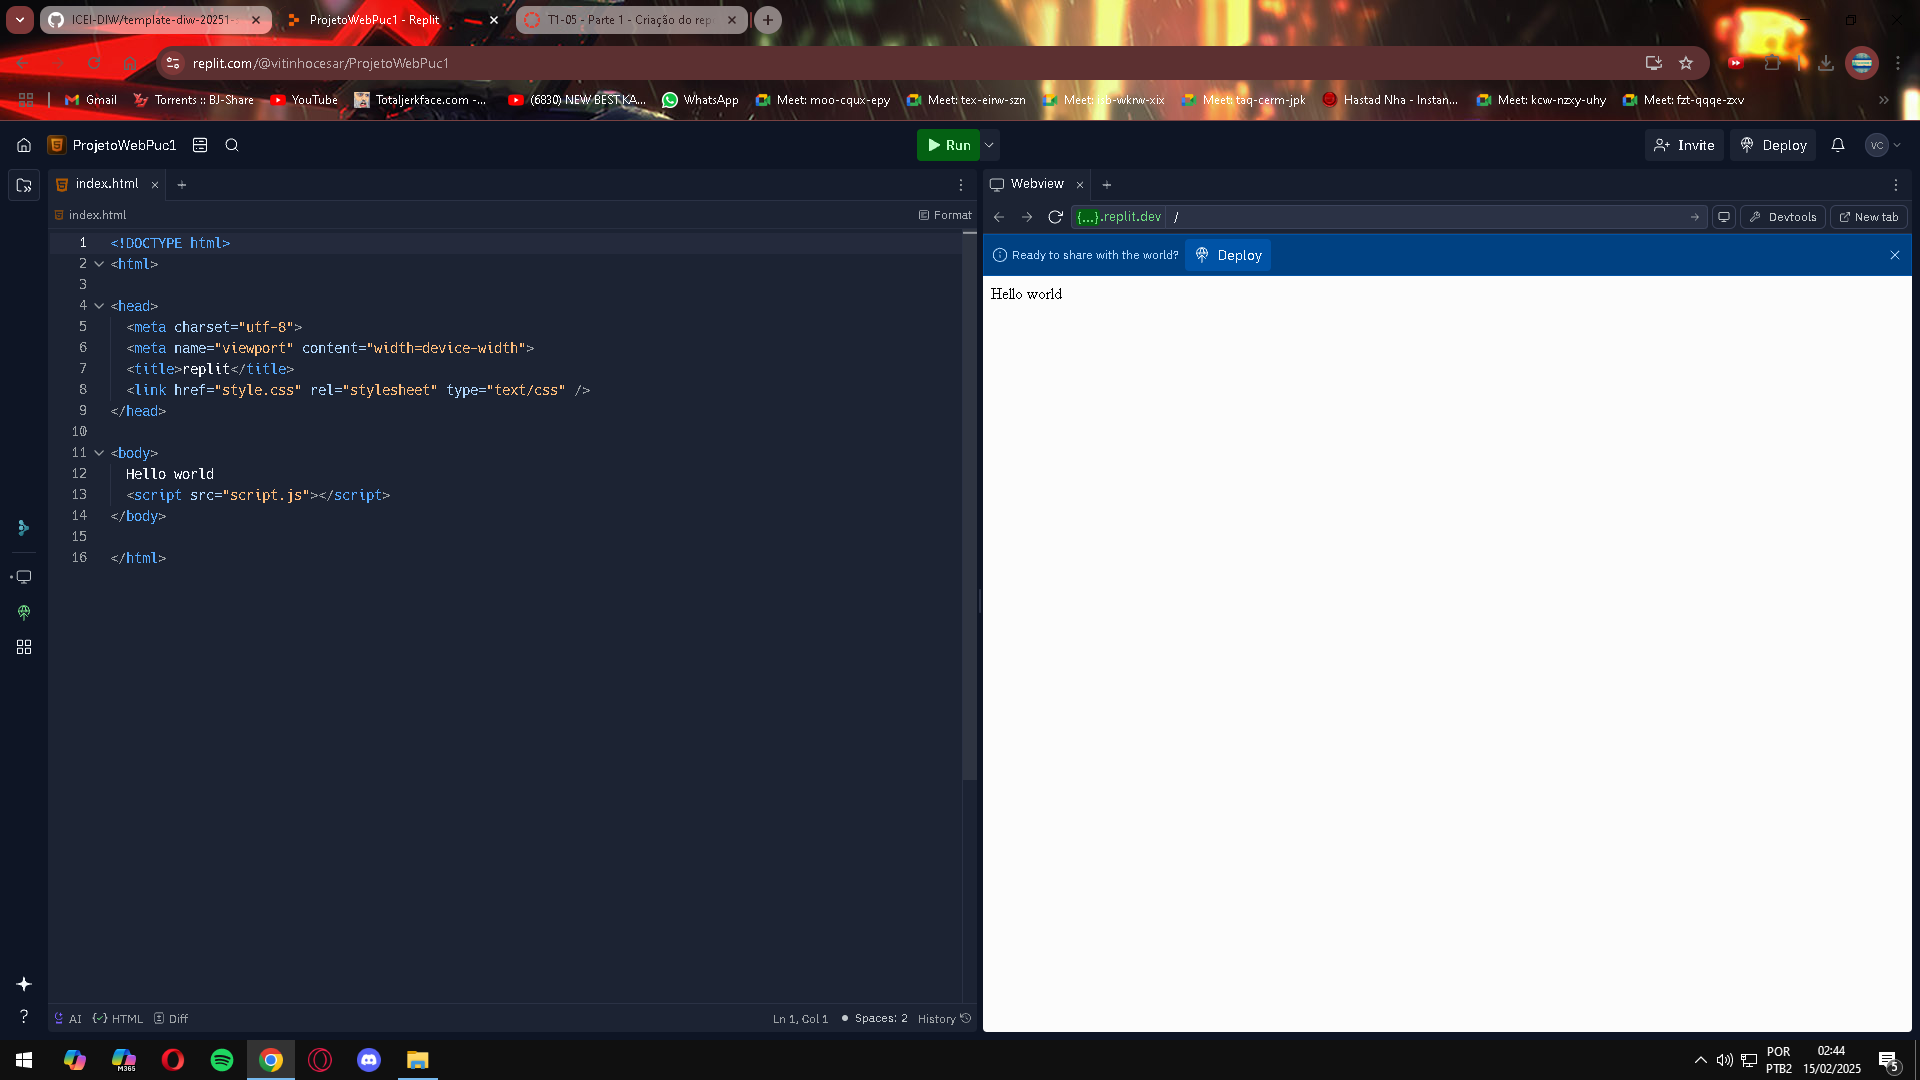 ICEI-DIW/template-diw-20251-
ProjetoWebPuc1 - Replit
T1-05 - Parte 1 - Criação do rep
replit.com/@vitinhocesar/ProjetoWebPuc1
Gmail
Torrents :: BJ-Share
YouTube
Totaljerkface.com -...
(6830) NEW BEST KA...
WhatsApp
Meet: moo-cqux-epy
Meet: tex-eirw-szn
Meet: isb-wkrw-xix
Meet: taq-cerm-jpk
Hastad Nha - Instan...
Meet: kcw-nzxy-uhy
Meet: fzt-qqqe-zxv
ProjetoWebPuc1
Run
Invite
Deploy
VC
index.html
Webview
index.html
Format
{...}.replit.dev /
Devtools
New tab
Ready to share with the world?
Deploy
Hello world
1 <!DOCTYPE html>
2 <html>
3
4 <head>
5 <meta charset="utf-8">
6 <meta name="viewport" content="width=device-width">
7 <title>replit</title>
8 <link href="style.css" rel="stylesheet" type="text/css" />
9 </head>
10
11 <body>
12 Hello world
13 <script src="script.js"></script>
14 </body>
15
16 </html>
AI
HTML
Diff
Ln 1, Col 1
Spaces: 2
History
M365
POR
PTB2
02:44
15/02/2025
5